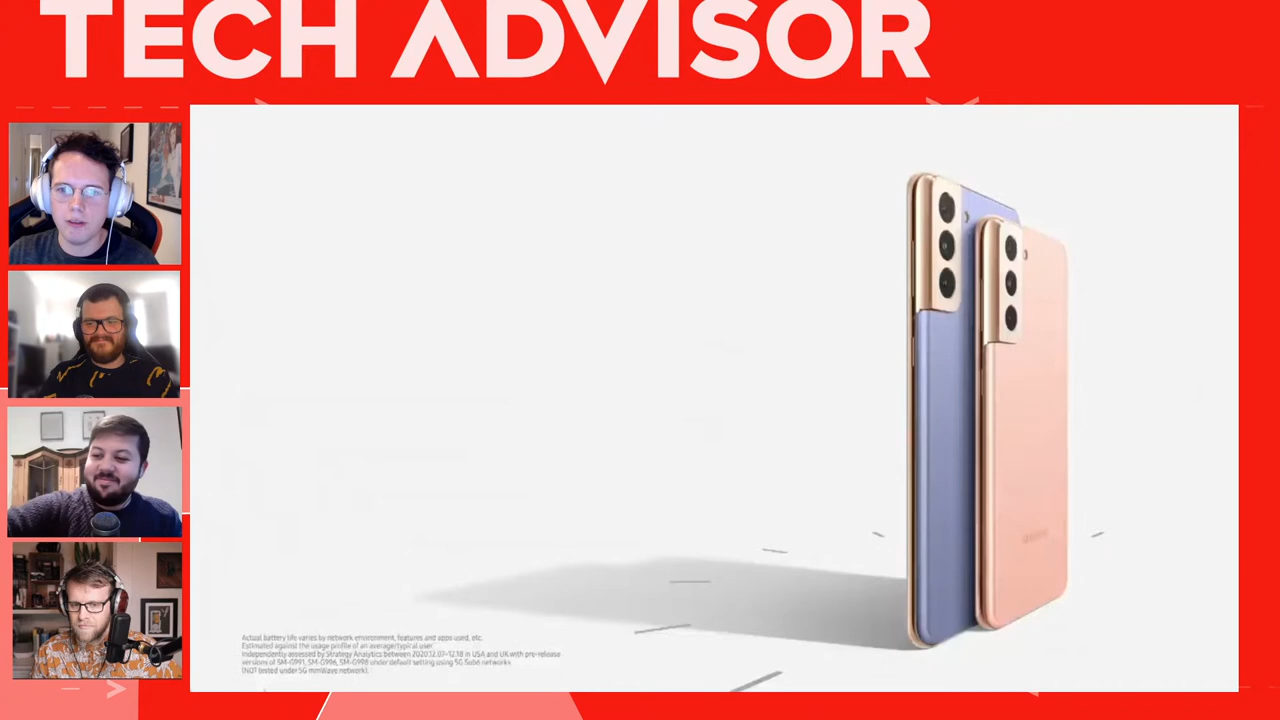 TECH ADVISOR
Actual battery life varies by network environment, features and apps used, etc.
Estimated against the usage profile of an average/typical user.
Independently assessed by Strategy Analytics between 2020.12.07–12.18 in USA and UK with pre-release
versions of SM-G991, SM-G996, SM-G998 under default setting using 5G Sub6 networks
(NOT tested under 5G mmWave network).
SAMSUNG